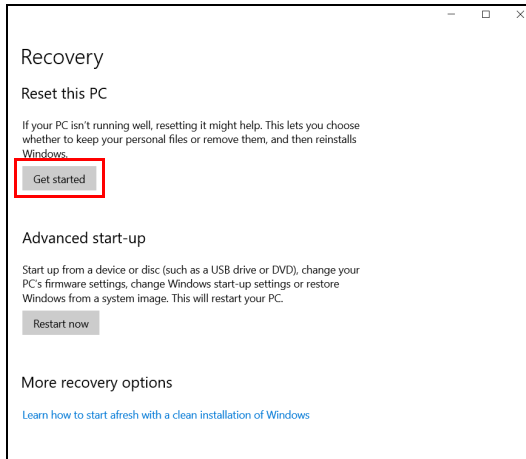 Recovery
Reset this PC
If your PC isn't running well, resetting it might help. This lets you choose
whether to keep your personal files or remove them, and then reinstalls
Windows.
Get started
Advanced start-up
Start up from a device or disc (such as a USB drive or DVD), change your
PC's firmware settings, change Windows start-up settings or restore
Windows from a system image. This will restart your PC.
Restart now
More recovery options
Learn how to start afresh with a clean installation of Windows